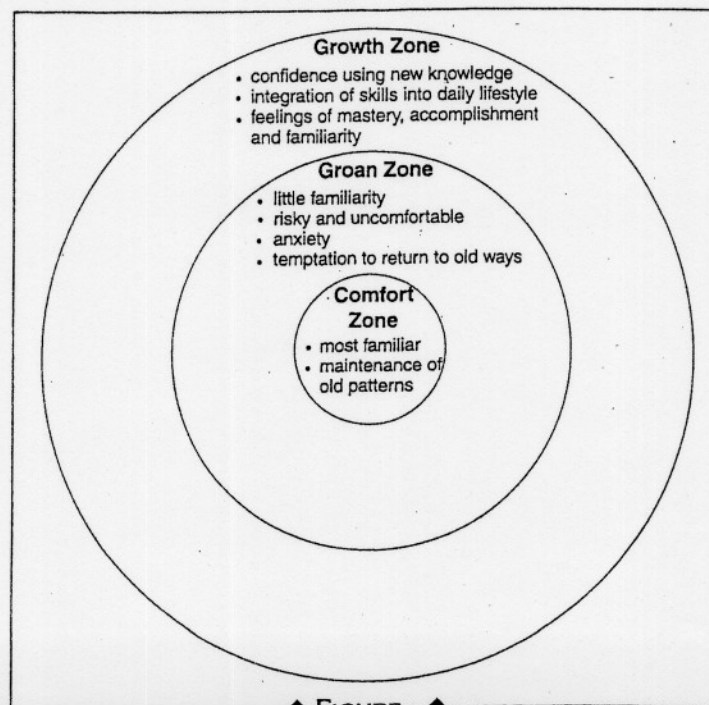 Growth Zone
• confidence using new knowledge
• integration of skills into daily lifestyle
• feelings of mastery, accomplishment
and familiarity
Groan Zone
• little familiarity
• risky and uncomfortable
• anxiety
• temptation to return to old ways
Comfort
Zone
• most familiar
• maintenance of
old patterns
◆ FIGURE ◆